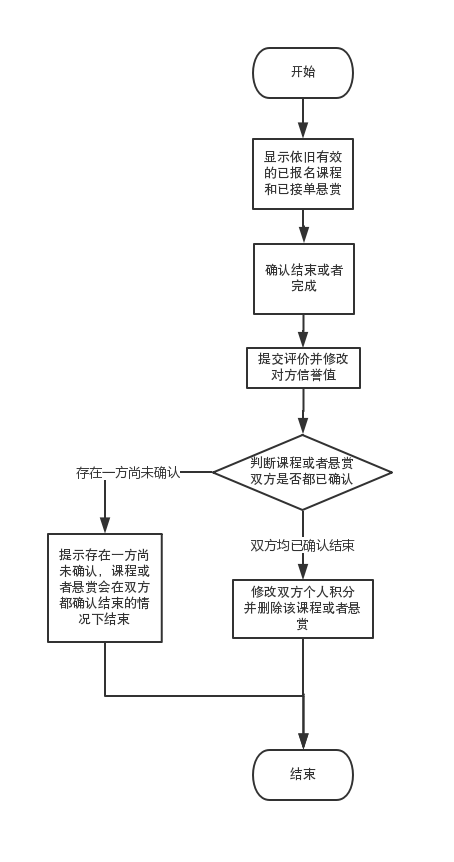 开始
显示依旧有效
的已报名课程
和已接单悬赏
确认结束或者
完成
提交评价并修改
对方信誉值
判断课程或者悬赏
双方是否都已确认
存在一方尚未确认
双方均已确认结束
提示存在一方尚
未确认，课程或
者悬赏会在双方
都确认结束的情
况下结束
修改双方个人积分
并删除该课程或者悬
赏
结束